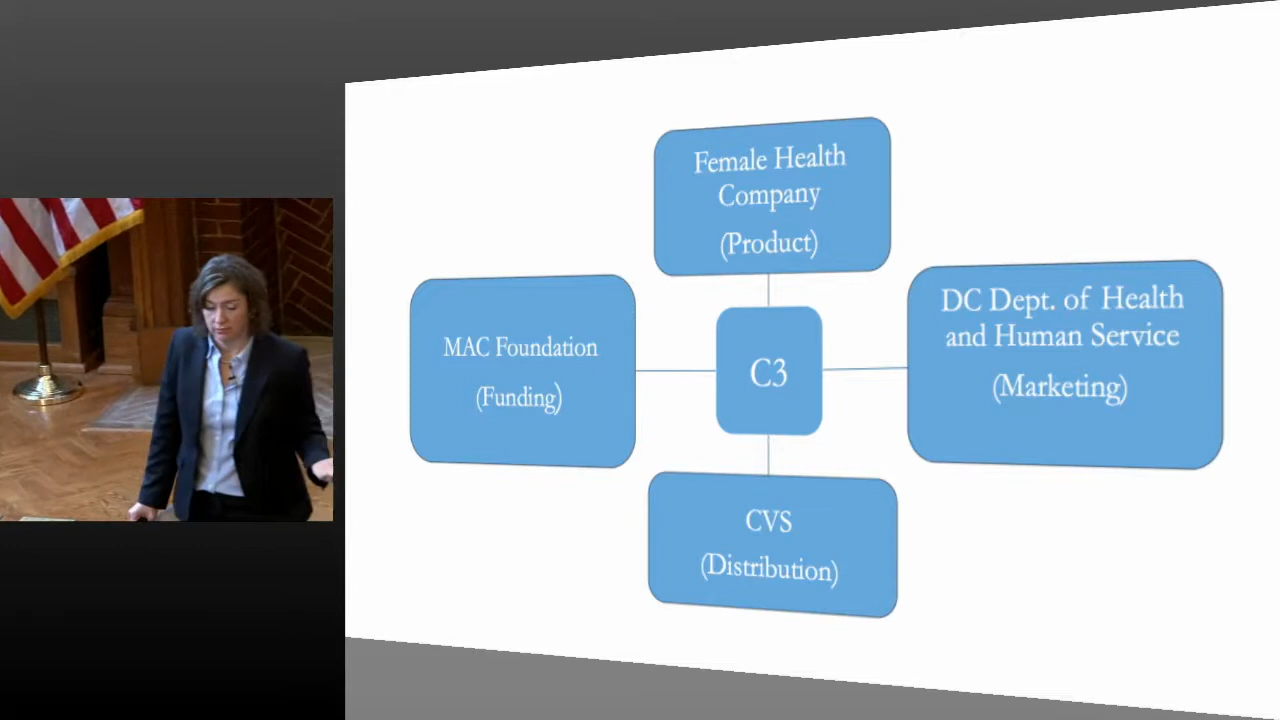 Female Health
Company
(Product)
MAC Foundation
(Funding)
C3
DC Dept. of Health
and Human Service
(Marketing)
CVS
(Distribution)